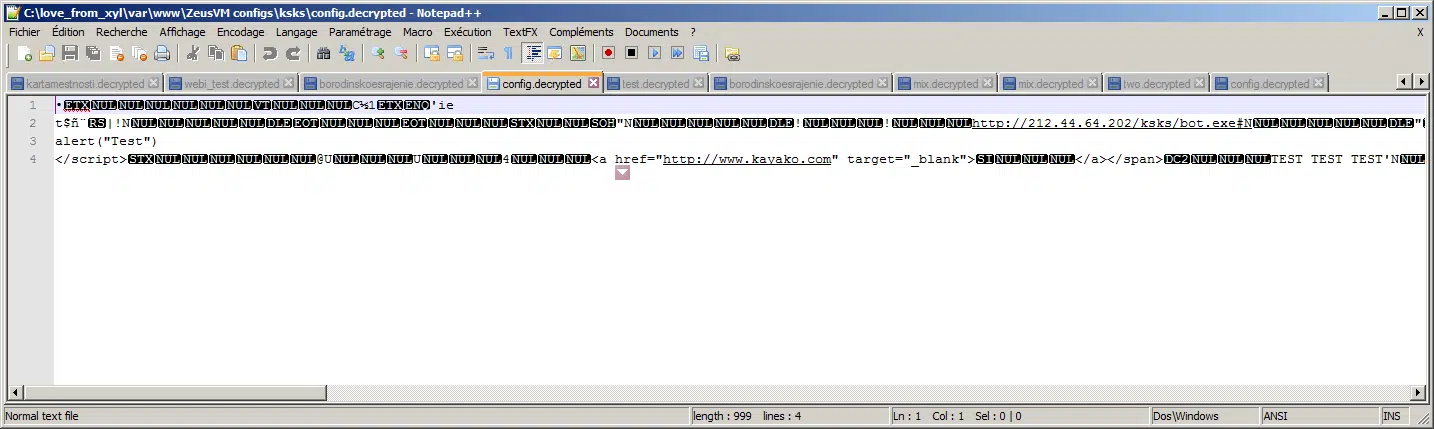 C:\love_from_xyl\var\www\ZeusVM configs\ksks\config.decrypted - Notepad++
Fichier Édition Recherche Affichage Encodage Langage Paramétrage Macro Exécution TextFX Compléments Documents ? X
kartamestnosti.decrypted webi_test.decrypted borodinskoesrajenie.decrypted config.decrypted test.decrypted borodinskoesrajenie.decrypted mix.decrypted mix.decrypted two.decrypted config.decrypted
1 •ETXNULNULNULNULNULNULVTNULNULNULC¾lETXENQ'ie
2 t$ñ¨RS|!NNULNULNULNULNULDLEEOTNULNULNULEOTNULNULNULSTXNULNULSOH"NNULNULNULNULNULDLE!NULNULNUL!NULNULNULhttp://212.44.64.202/ksks/bot.exe#NNULNULNULNULNULDLE"
3 alert("Test")
4 </script>STXNULNULNULNULNULNUL@UNULNULNULUNULNULNUL4NULNULNUL<a href="http://www.kayako.com" target="_blank">SINULNULNUL</a></span>DC2NULNULNULTEST TEST TEST'NNUL
Normal text file length : 999 lines : 4 Ln : 1 Col : 1 Sel : 0 | 0 Dos\Windows ANSI INS